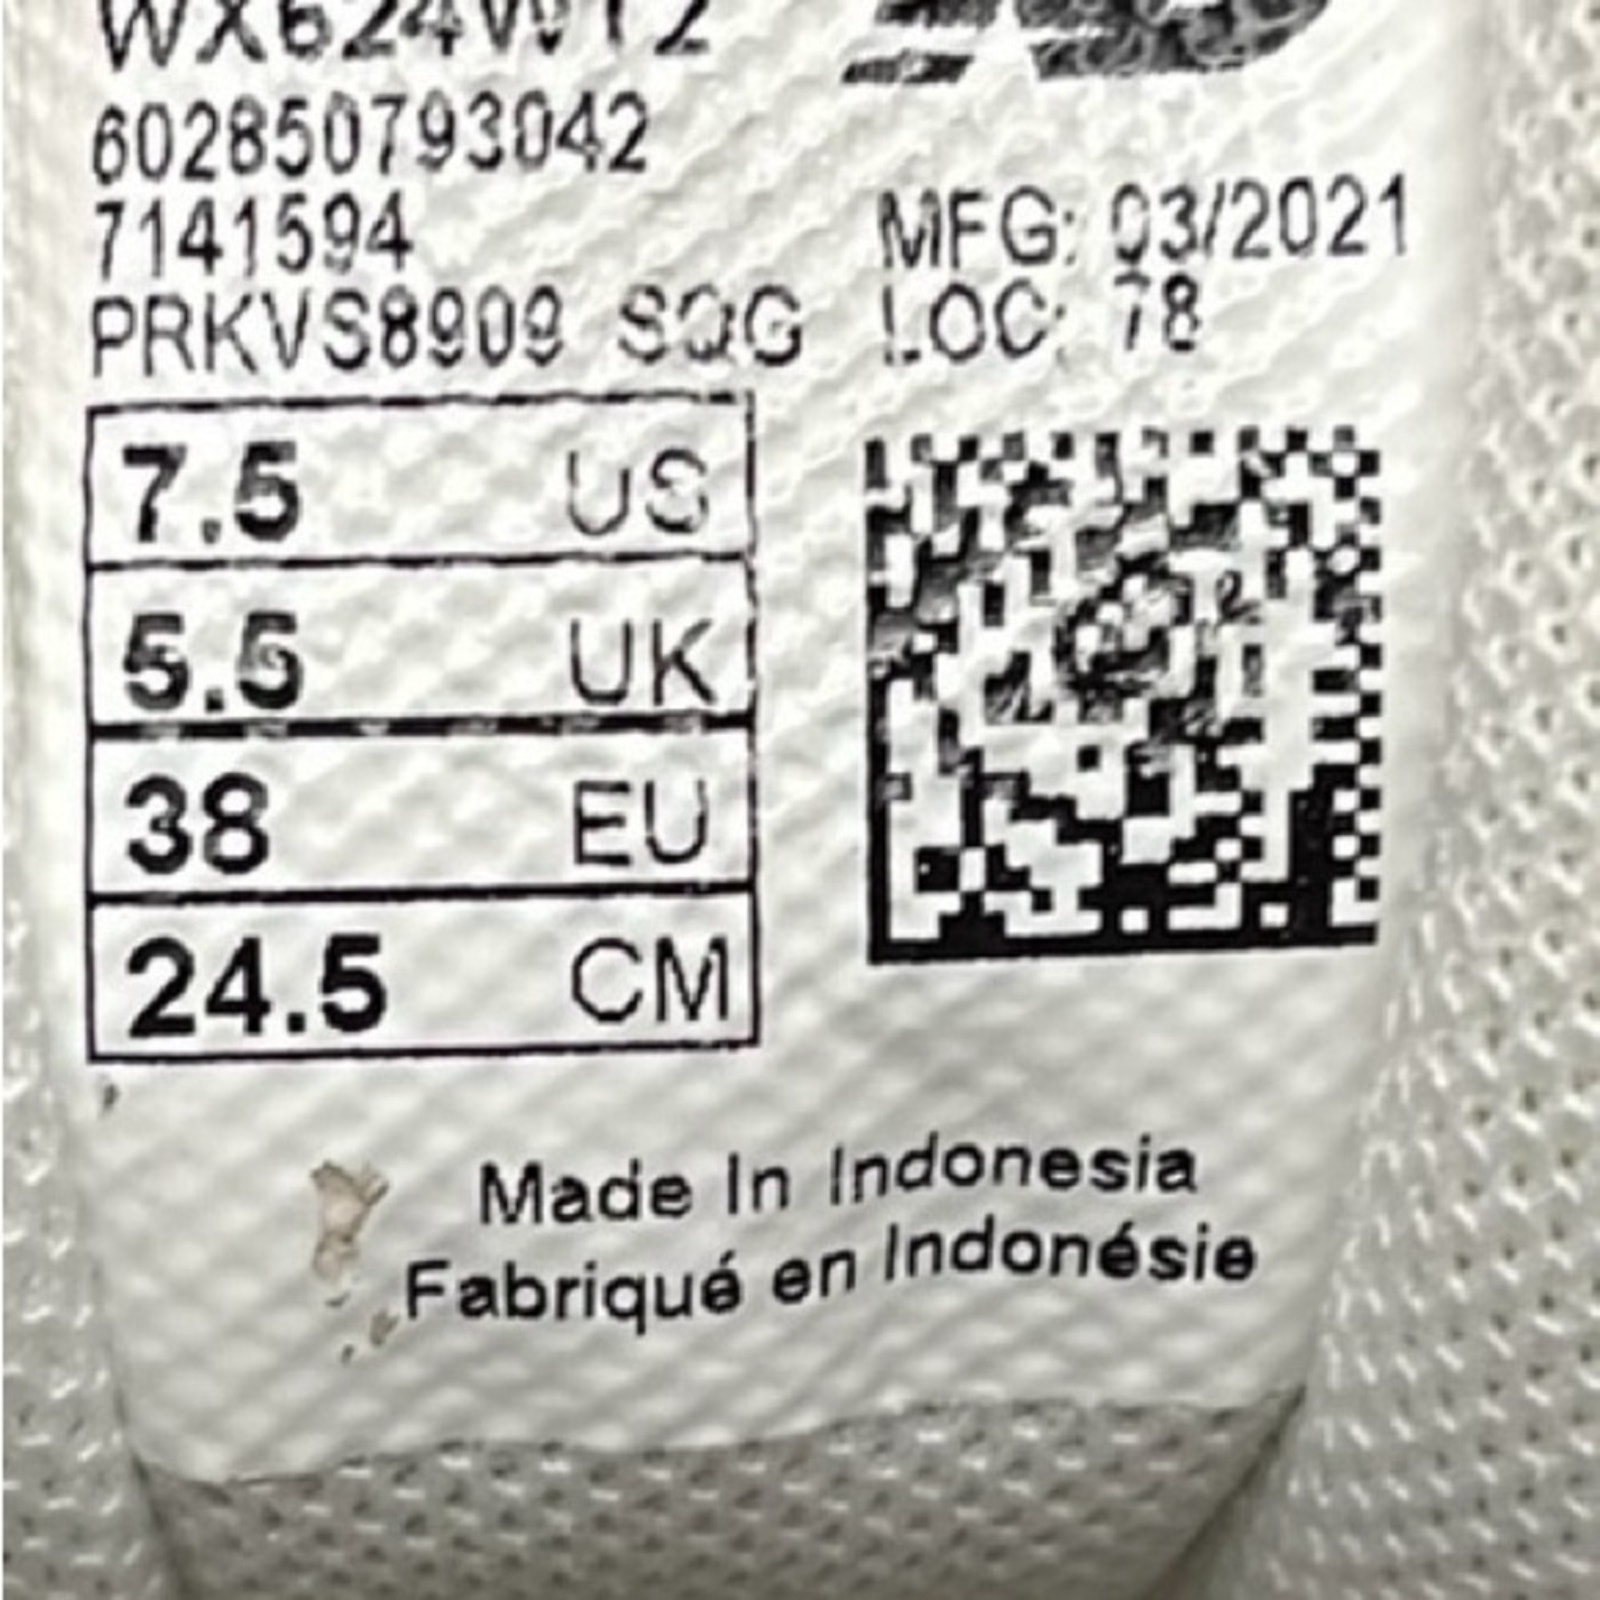 WX624WT2
602850793042
7141594
MFG: 03/2021
PRKVS8909 SQG
LOC: 78
7.5 US
5.5 UK
38 EU
24.5 CM
Made In Indonesia
Fabriqué en Indonésie